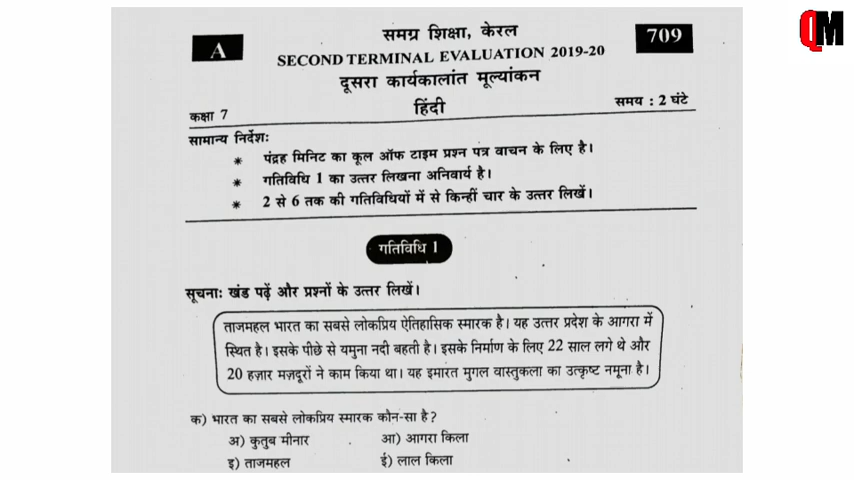 A
समग्र शिक्षा, केरल
709
SECOND TERMINAL EVALUATION 2019-20
दूसरा कार्यकालांत मूल्यांकन
कक्षा 7
हिंदी
समय : 2 घंटे
सामान्य निर्देशः
* पंद्रह मिनिट का कूल ऑफ टाइम प्रश्न पत्र वाचन के लिए है।
* गतिविधि 1 का उत्तर लिखना अनिवार्य है।
* 2 से 6 तक की गतिविधियों में से किन्हीं चार के उत्तर लिखें।
गतिविधि 1
सूचनाः खंड पढ़ें और प्रश्नों के उत्तर लिखें।
ताजमहल भारत का सबसे लोकप्रिय ऐतिहासिक स्मारक है। यह उत्तर प्रदेश के आगरा में
स्थित है। इसके पीछे से यमुना नदी बहती है। इसके निर्माण के लिए 22 साल लगे थे और
20 हज़ार मज़दूरों ने काम किया था। यह इमारत मुगल वास्तुकला का उत्कृष्ट नमूना है।
क) भारत का सबसे लोकप्रिय स्मारक कौन-सा है?
अ) कुतुब मीनार आ) आगरा किला
इ) ताजमहल ई) लाल किला
QM